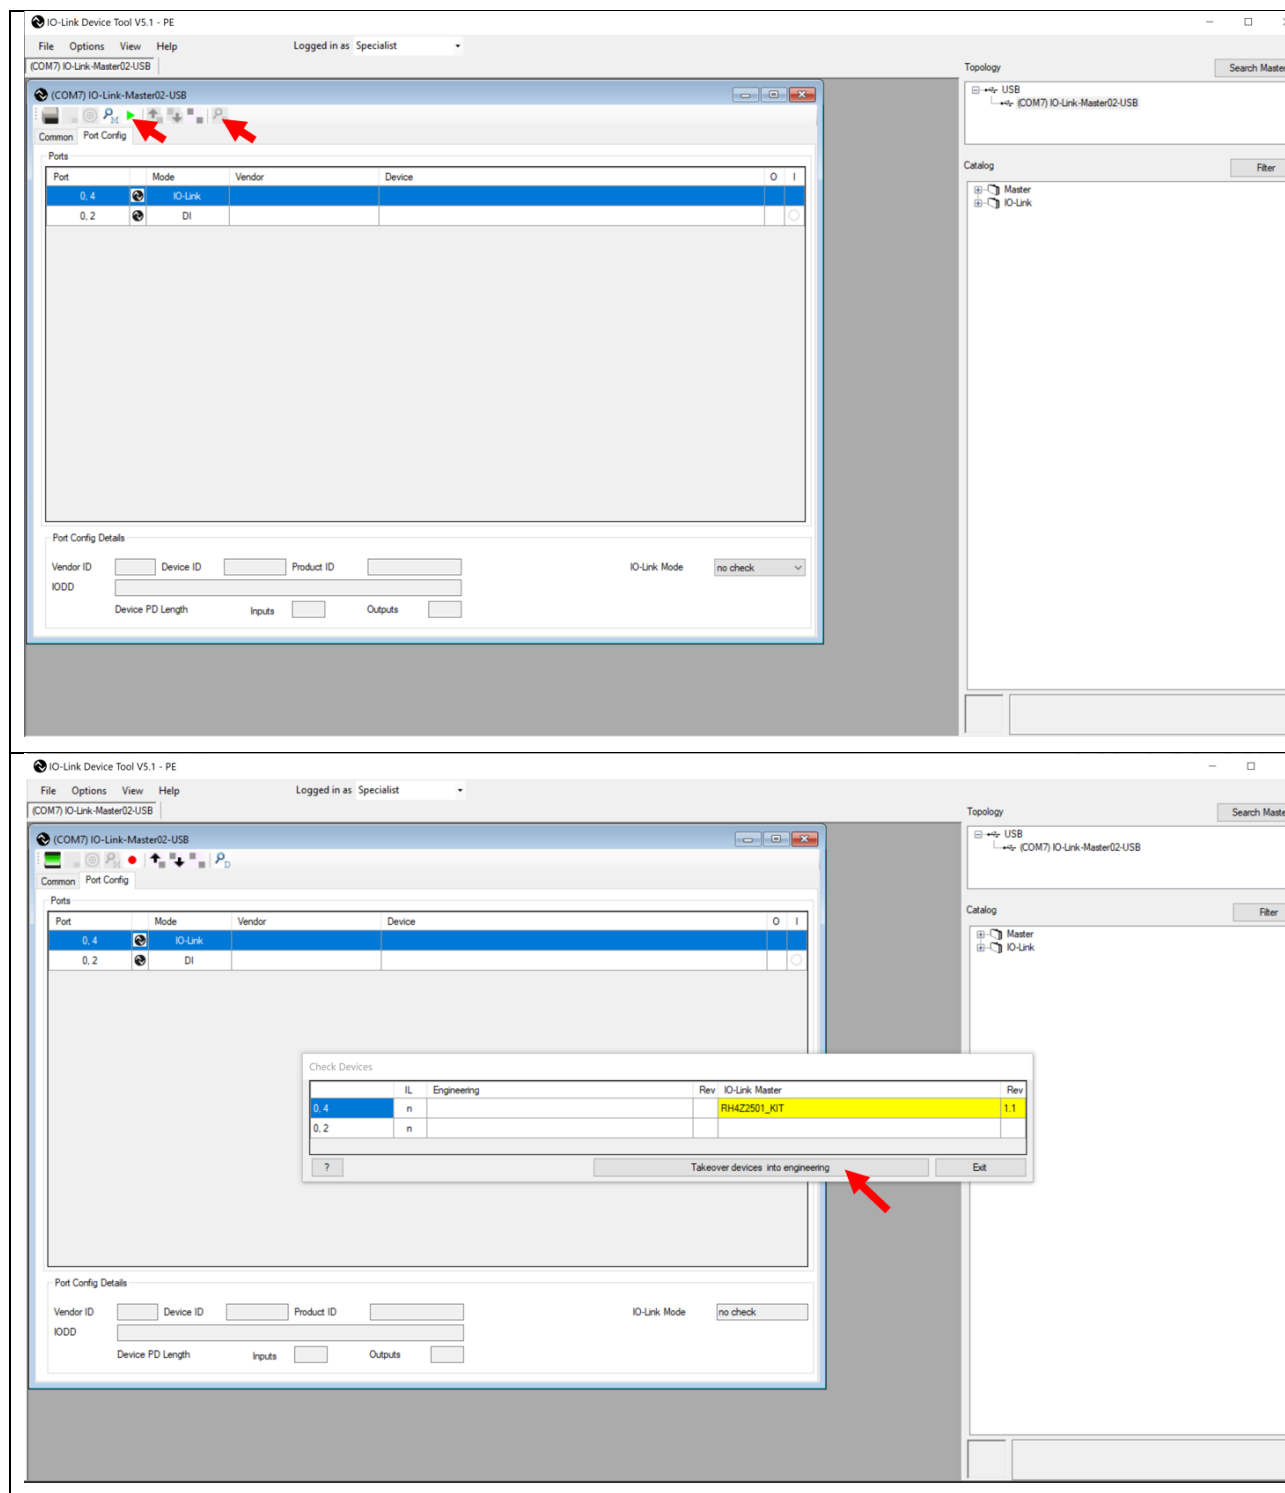 IO-Link Device Tool V5.1 - PE
File Options View Help Logged in as Specialist
(COM7) IO-Link-Master02-USB
Topology Search Master
(COM7) IO-Link-Master02-USB
USB
(COM7) IO-Link-Master02-USB
Common Port Config
Ports
Catalog Filter
Port Mode Vendor Device O I
0, 4 IO-Link
0, 2 DI
Master
IO-Link
Port Config Details
Vendor ID Device ID Product ID IO-Link Mode no check
IODD
Device PD Length Inputs Outputs
IO-Link Device Tool V5.1 - PE
File Options View Help Logged in as Specialist
(COM7) IO-Link-Master02-USB
Topology Search Maste
(COM7) IO-Link-Master02-USB
USB
(COM7) IO-Link-Master02-USB
Common Port Config
Ports
Catalog Filter
Port Mode Vendor Device O I
0, 4 IO-Link
0, 2 DI
Master
IO-Link
Check Devices
IL Engineering Rev IO-Link Master Rev
0, 4 n RH4Z2501_KIT 1.1
0, 2 n
? Takeover devices into engineering Exit
Port Config Details
Vendor ID Device ID Product ID IO-Link Mode no check
IODD
Device PD Length Inputs Outputs